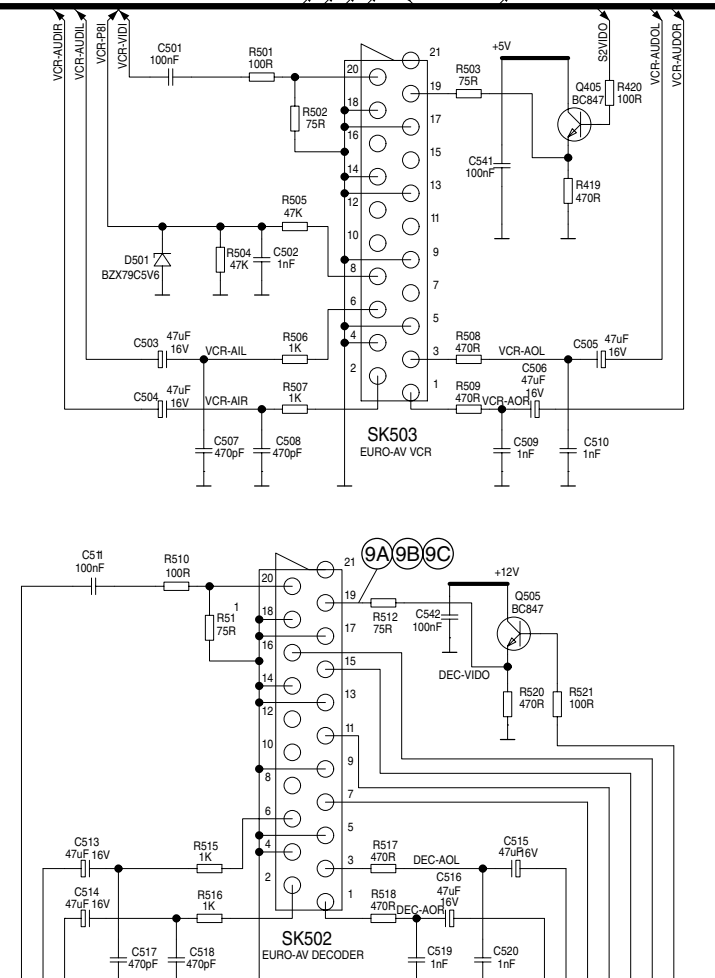 VCR-AUDIR
VCR-AUDIL
VCR-P8I
VCR-VIDI
C501
100nF
R501
100R
R502
75R
20
18
16
14
12
10
8
6
4
2
21
19
17
15
13
11
9
7
5
3
1
R503
75R
+5V
S2VIDO
VCR-AUDOL
VCR-AUDOR
Q405
BC847
R420
100R
C541
100nF
R419
470R
R505
47K
D501
BZX79C5V6
R504
47K
C502
1nF
C503
47uF
16V
VCR-AIL
R506
1K
C504
47uF
16V
VCR-AIR
R507
1K
C507
470pF
C508
470pF
SK503
EURO-AV VCR
R508
470R
VCR-AOL
C505
47uF
16V
C506
47uF
16V
R509
470R
VCR-AOR
C509
1nF
C510
1nF
C511
100nF
R510
100R
1
R51
75R
20
18
16
14
12
10
8
6
4
2
21
19
17
15
13
11
9
7
5
3
1
9A
9B
9C
R512
75R
C542
100nF
+12V
Q505
BC847
DEC-VIDO
R520
470R
R521
100R
C513
47uF 16V
R515
1K
C514
47uF 16V
R516
1K
C517
470pF
C518
470pF
SK502
EURO-AV DECODER
R517
470R
DEC-AOL
C515
47uF
16V
C516
47uF
16V
R518
470R
DEC-AOR
C519
1nF
C520
1nF